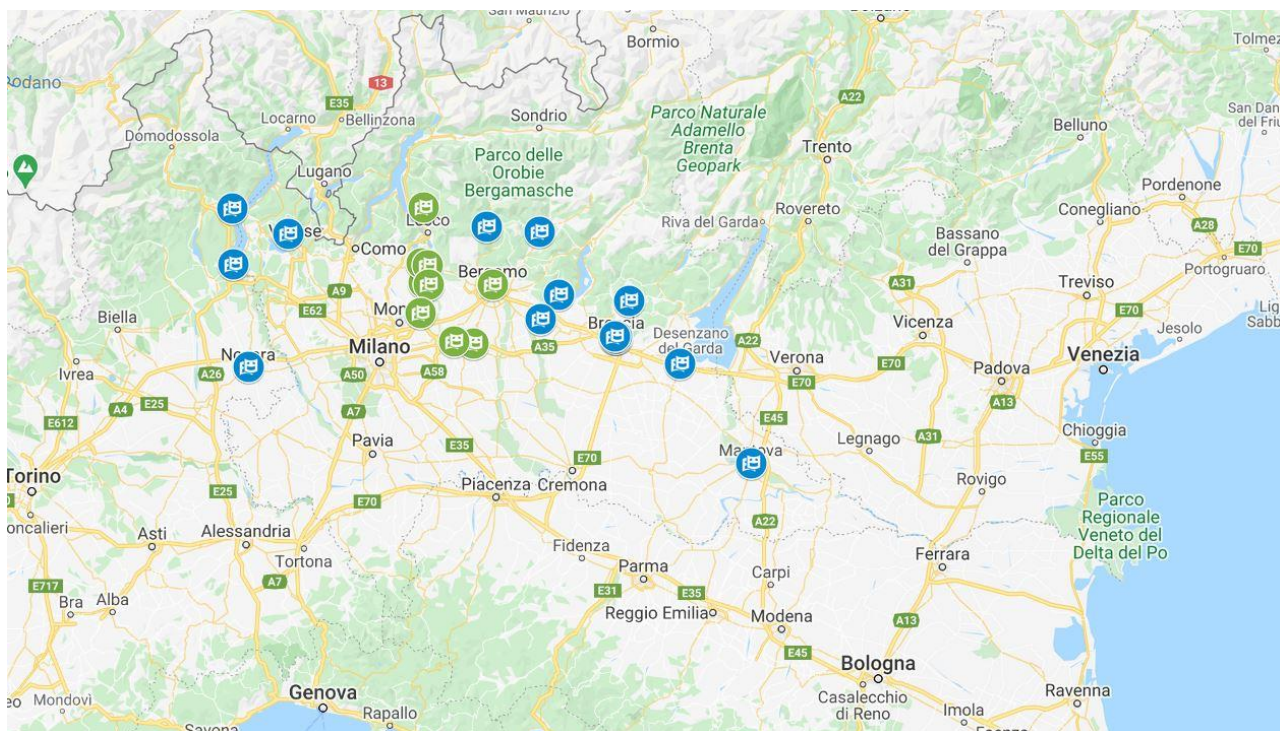 San Maurizio
Bormio
Tolmez
Rodano
13
E35
A22
Locarno
Bellinzona
Sondrio
Parco Naturale
Adamello
Brenta
Geopark
San Dan
del Friu
Domodossola
Belluno
Trento
Parco delle
Orobie
Bergamasche
Lugano
Pordenone
Rovereto
Riva del Garda
Conegliano
A28
Como
Bassano
del Grappa
E70
Portogruaro
A31
Treviso
A9
E62
E70
Biella
Vicenza
Jesolo
Desenzano
del Garda
A22
Milano
A35
Verona
Venezia
Ivrea
A26
A50
A58
E70
Padova
A4
E25
A7
A13
E612
E45
Chioggia
Pavia
E35
Legnago
A31
E70
E55
Torino
Piacenza
Cremona
Rovigo
E25
E70
Parco
Regionale
Veneto del
Delta del Po
oncalieri
Asti
Alessandria
A22
Tortona
Fidenza
Ferrara
Parma
Carpi
E717
A7
E31
E35
Bra
Alba
Reggio Emilia
Modena
A13
E45
Bologna
Casalecchio
di Reno
Mondovì
Genova
Ravenna
Rapallo
Imola
Savona